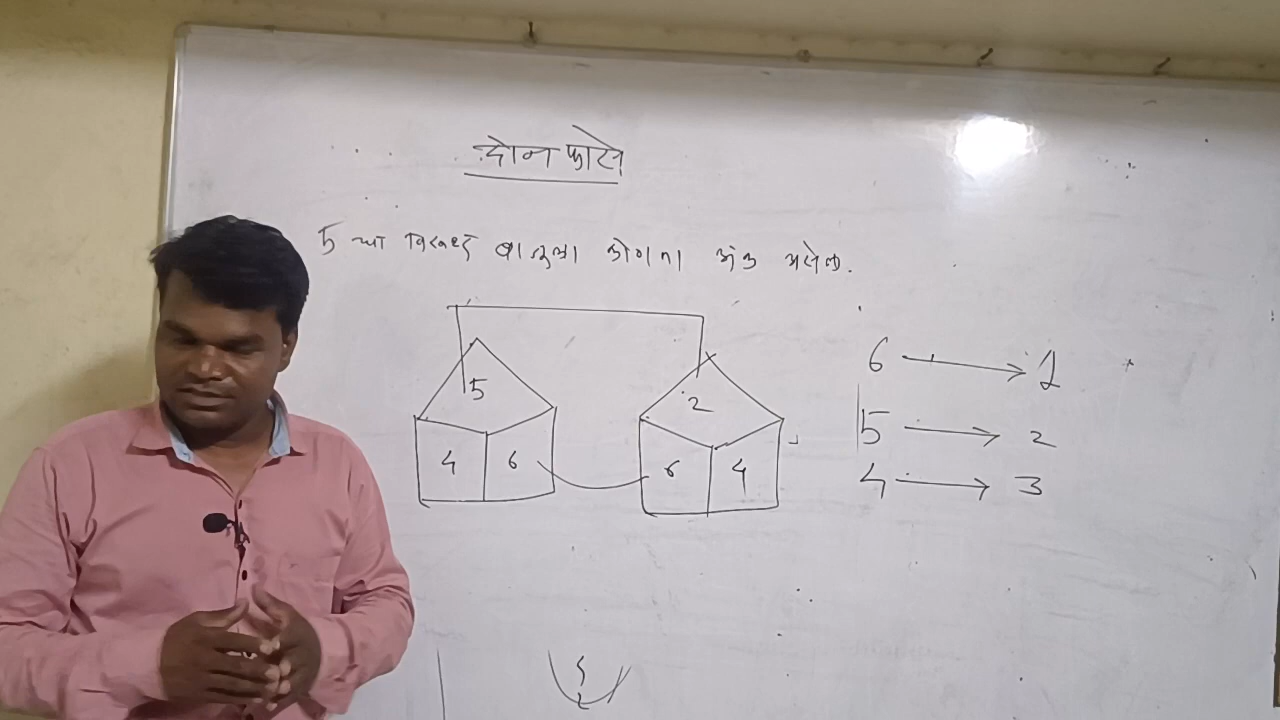 दोन फासे
5 च्या विरूध्द बाजूला कोणता अंक असेल.
5
4 6
2
6 4
6 → 1
5 → 2
4 → 3